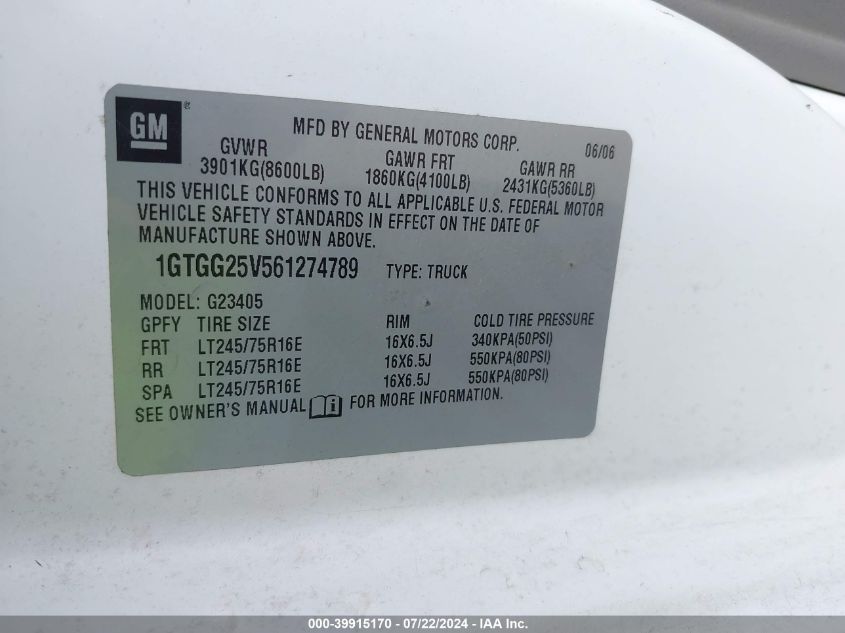 GM ®
MFD BY GENERAL MOTORS CORP. 06/06
GVWR GAWR FRT GAWR RR
3901KG(8600LB) 1860KG(4100LB) 2431KG(5360LB)
THIS VEHICLE CONFORMS TO ALL APPLICABLE U.S. FEDERAL MOTOR
VEHICLE SAFETY STANDARDS IN EFFECT ON THE DATE OF
MANUFACTURE SHOWN ABOVE.
1GTGG25V561274789 TYPE: TRUCK
MODEL: G23405
GPFY TIRE SIZE RIM COLD TIRE PRESSURE
FRT LT245/75R16E 16X6.5J 340KPA(50PSI)
RR LT245/75R16E 16X6.5J 550KPA(80PSI)
SPA LT245/75R16E 16X6.5J 550KPA(80PSI)
SEE OWNER'S MANUAL i FOR MORE INFORMATION.
000-39915170 - 07/22/2024 - IAA Inc.